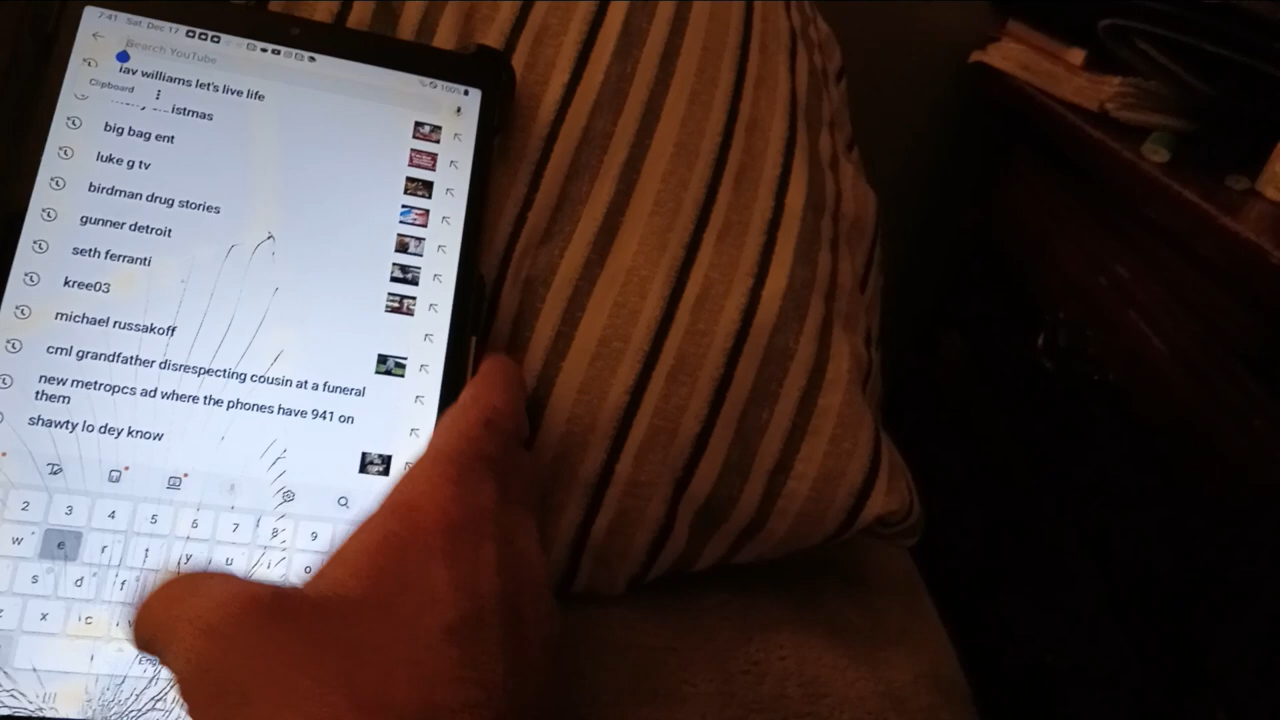 7:41 Sat, Dec 17
100%
Search YouTube
lav williams let's live life
Clipboard
istmas
big bag ent
luke g tv
birdman drug stories
gunner detroit
seth ferranti
kree03
michael russakoff
cml grandfather disrespecting cousin at a funeral
new metropcs ad where the phones have 941 on
them
shawty lo dey know
2 3 4 5 6 7 8 9
w e r t y u i o
s d f
x c v
Eng